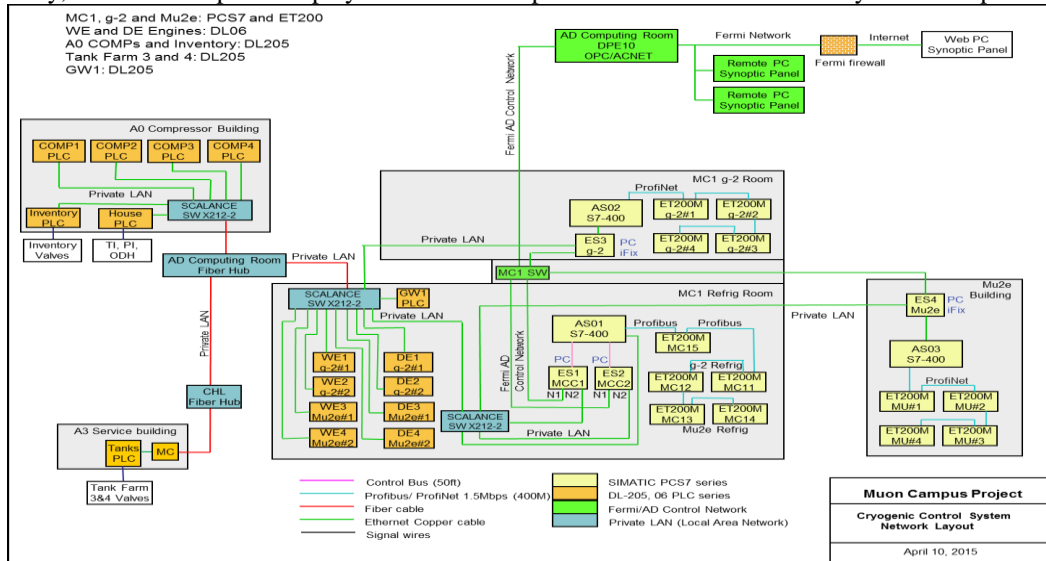 MC1, g-2 and Mu2e: PCS7 and ET200
WE and DE Engines: DL06
A0 COMPs and Inventory: DL205
Tank Farm 3 and 4: DL205
GW1: DL205
AD Computing Room
DPE10
OPC/ACNET
Fermi Network
Internet
Fermi firewall
Web PC
Synoptic Panel
Remote PC
Synoptic Panel
Remote PC
Synoptic Panel
Fermi AD Control Network
A0 Compressor Building
COMP1
PLC
COMP2
PLC
COMP3
PLC
COMP4
PLC
Private LAN
SCALANCE
SW X212-2
Inventory
PLC
House
PLC
Inventory
Valves
TI, PI,
ODH
AD Computing Room
Fiber Hub
Private LAN
Private LAN
CHL
Fiber Hub
A3 Service building
Tanks
PLC
MC
Tank Farm
3&4 Valves
MC1 g-2 Room
ProfiNet
AS02
S7-400
ET200M
g-2#1
ET200M
g-2#2
ET200M
g-2#4
ET200M
g-2#3
Private LAN
ES3
g-2
PC
iFix
MC1 SW
MC1 Refrig Room
SCALANCE
SW X212-2
GW1
PLC
Private LAN
WE1
g-2#1
DE1
g-2#1
WE2
g-2#2
DE2
g-2#2
WE3
Mu2e#1
DE3
Mu2e#1
WE4
Mu2e#2
DE4
Mu2e#2
SCALANCE
SW X212-2
Fermi AD
Control Network
AS01
S7-400
PC
PC
ES1
MCC1
ES2
MCC2
N1
N2
N1
N2
Private LAN
Profibus
Profibus
ET200M
MC15
g-2 Refrig
ET200M
MC12
ET200M
MC11
ET200M
MC13
ET200M
MC14
Mu2e Refrig
Private LAN
Mu2e
Building
ES4
Mu2e
PC
iFix
AS03
S7-400
ProfiNet
ET200M
MU#1
ET200M
MU#2
ET200M
MU#4
ET200M
MU#3
Control Bus (50ft)
Profibus/ ProfiNet 1.5Mbps (400M)
Fiber cable
Ethernet Copper cable
Signal wires
SIMATIC PCS7 series
DL-205, 06 PLC series
Fermi/AD Control Network
Private LAN (Local Area Network)
Muon Campus Project
Cryogenic Control System
Network Layout
April 10, 2015